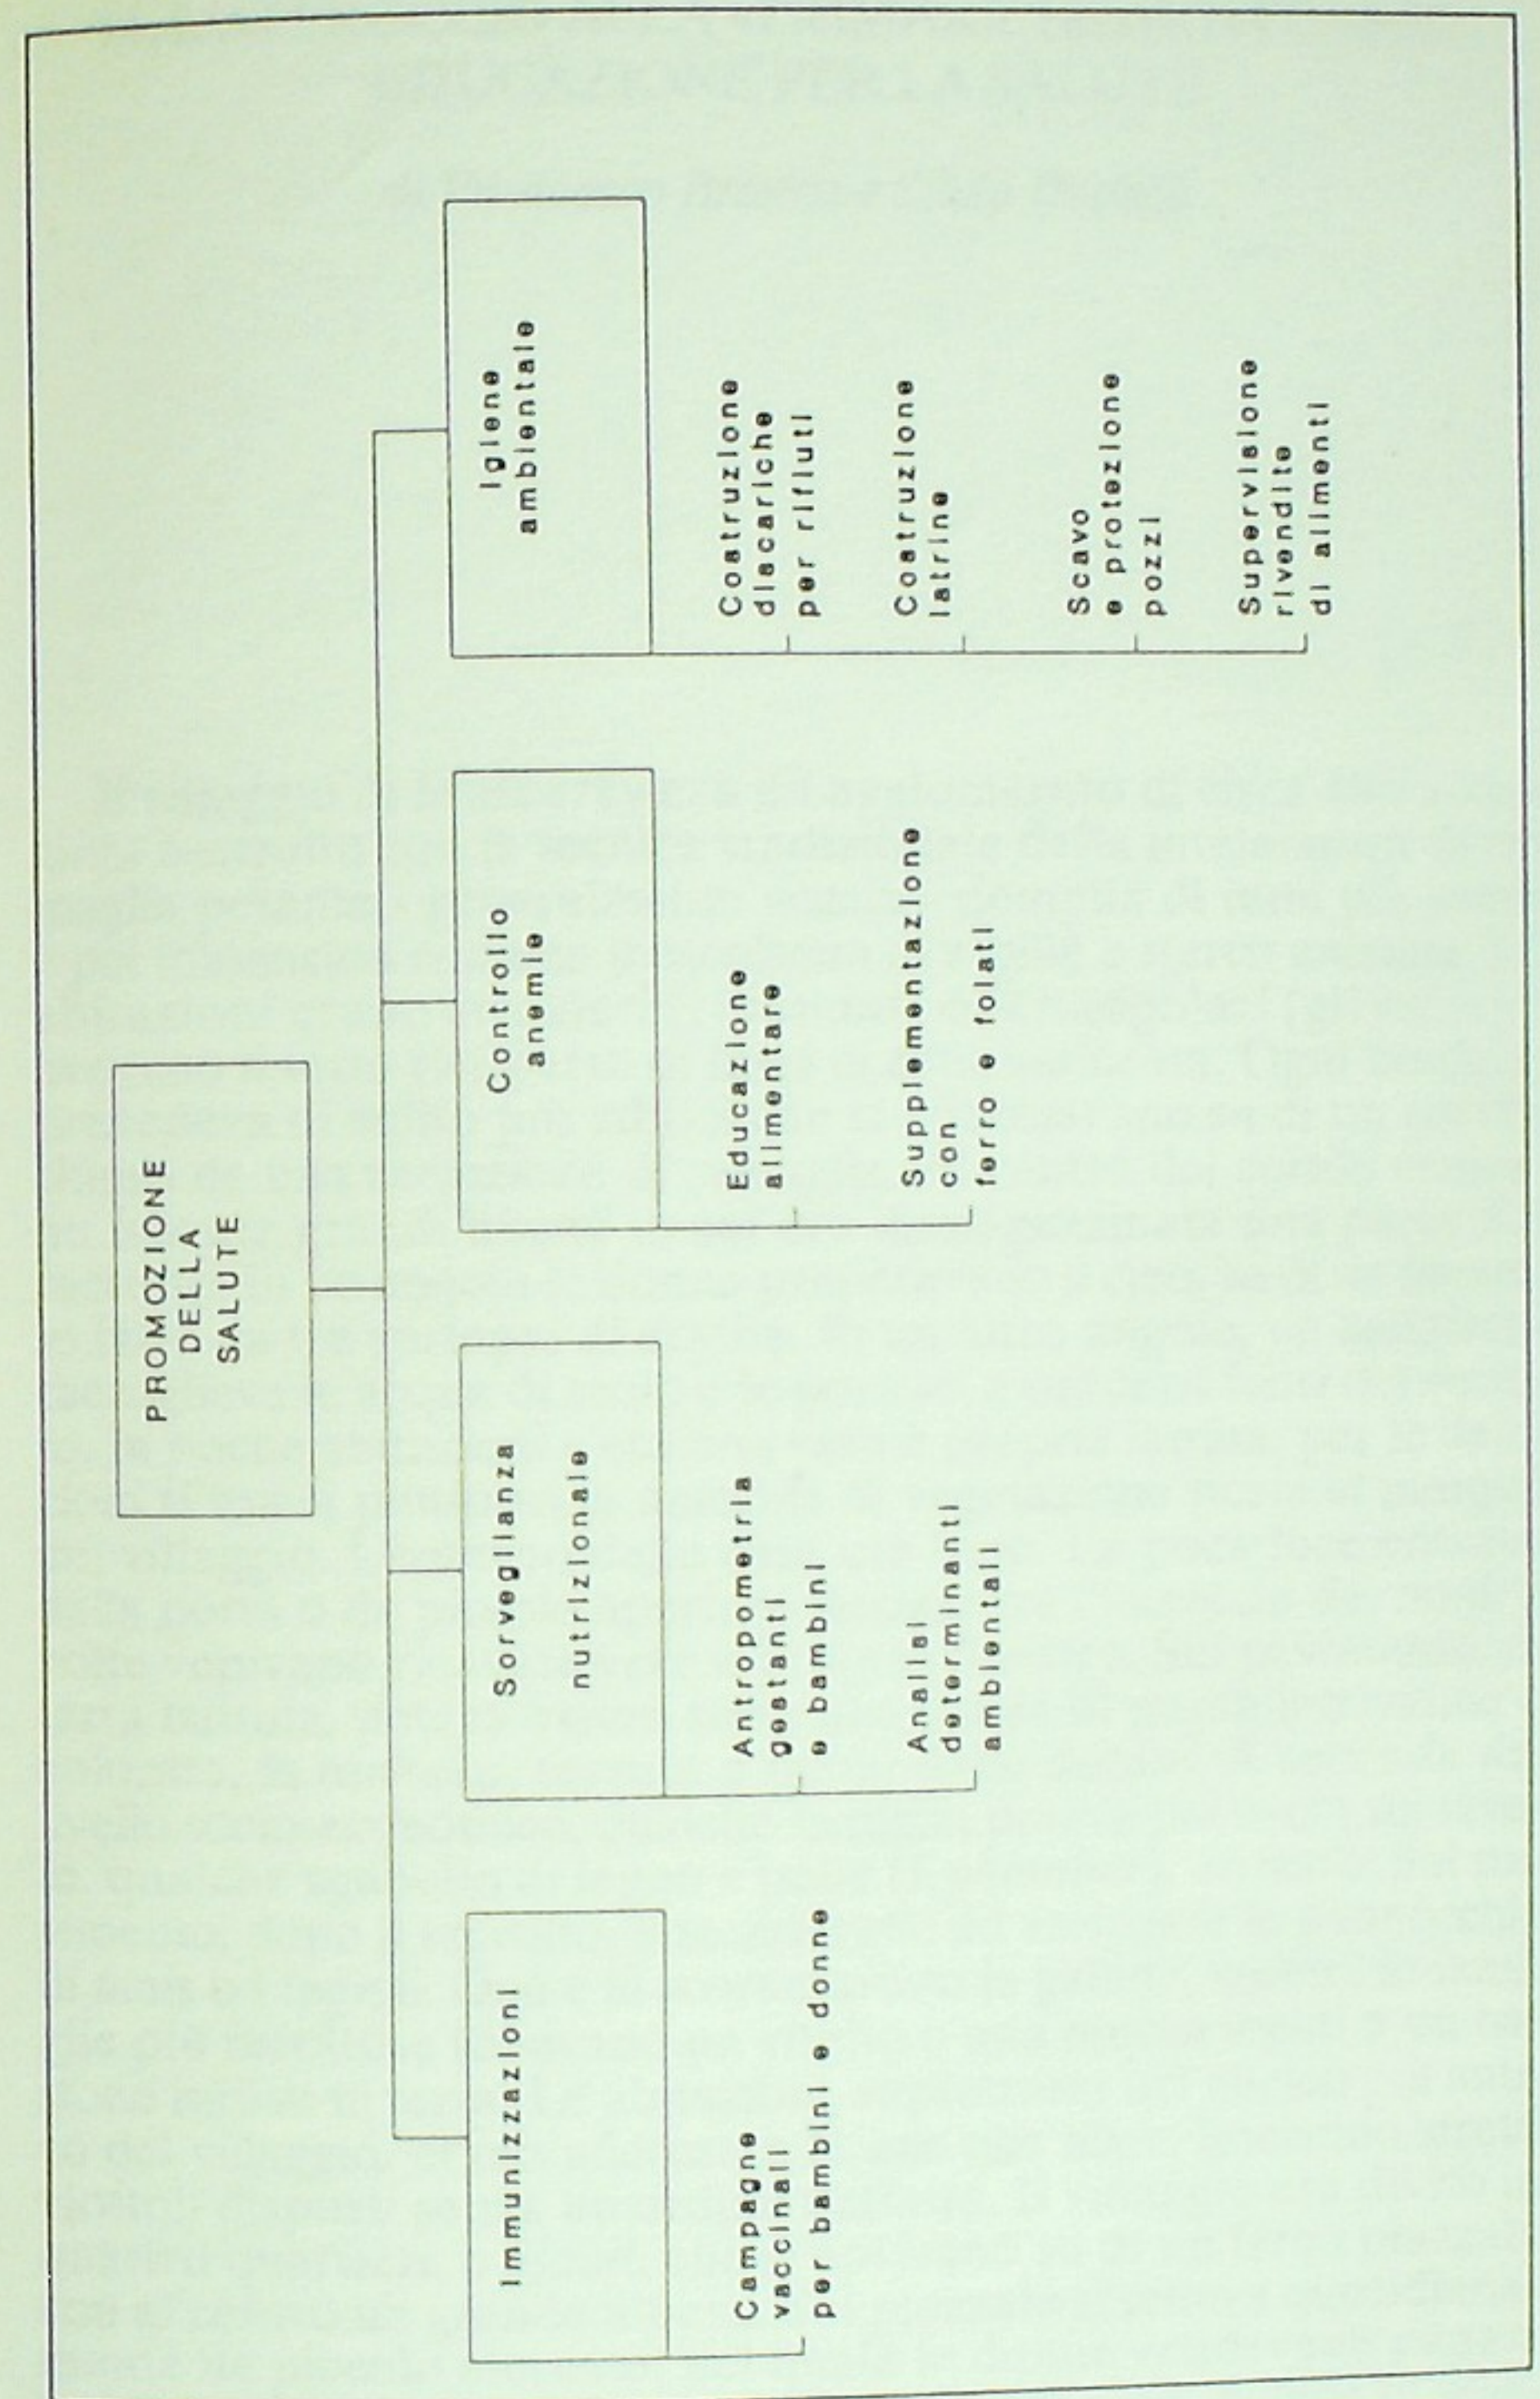 PROMOZIONE
DELLA
SALUTE
Immunizzazioni
Campagne
vaccinali
per bambini e donne
Sorveglianza
nutrizionale
Antropometria
gestanti
e bambini
Analisi
determinanti
ambientali
Controllo
anemie
Educazione
alimentare
Supplementazione
con
ferro e folati
Igiene
ambientale
Costruzione
discariche
per rifiuti
Costruzione
latrine
Scavo
e protezione
pozzi
Supervisione
rivendite
di alimenti